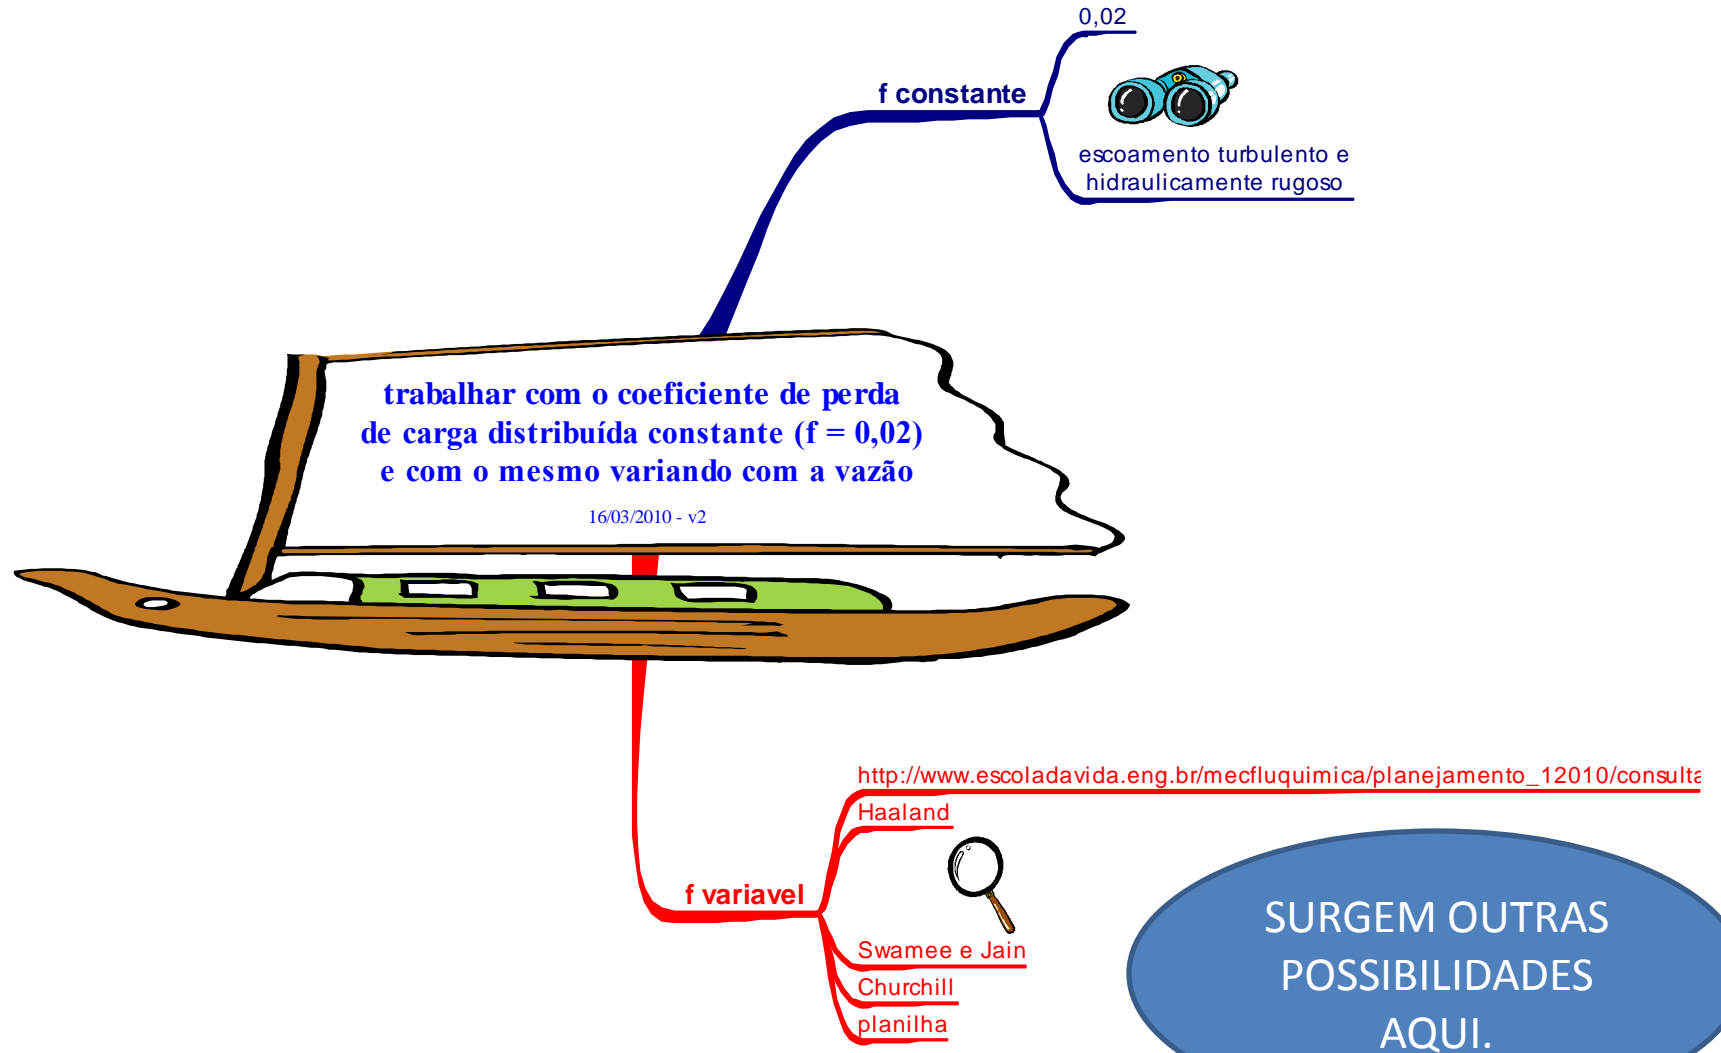 0,02
f constante
escoamento turbulento e
hidraulicamente rugoso
trabalhar com o coeficiente de perda
de carga distribuída constante (f = 0,02)
e com o mesmo variando com a vazão
16/03/2010 - v2
http://www.escoladavida.eng.br/mecfluquimica/planejamento_12010/consulta
Haaland
f variavel
Swamee e Jain
Churchill
planilha
SURGEM OUTRAS
POSSIBILIDADES
AQUI.